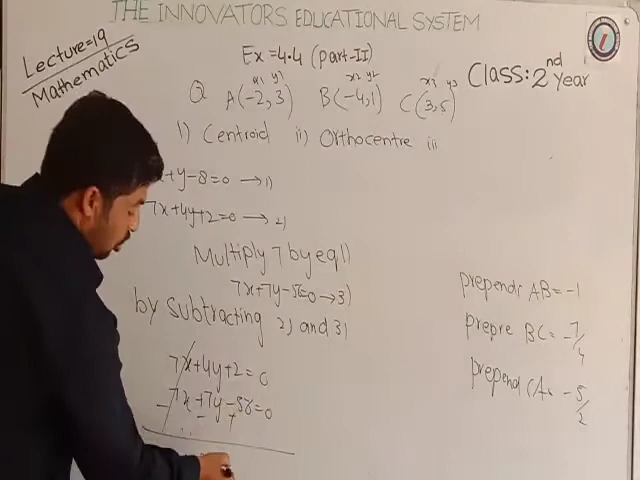 THE INNOVATORS EDUCATIONAL SYSTEM
Lecture=19
Mathematics
Ex=4.4 (part-II)
Class: 2nd year
x1 y1 x2 y2 x3 y3
Q A(-2,3) B(-4,1) C(3,5)
1) Centroid ii) Orthocentre iii
x+y-8=0 →1)
7x+4y+2=0 → 2)
Multiply 7 by eq 1)
7x+7y-56=0 →3)
by subtracting 2) and 3)
7x+4y+2=0
-7x+7y-56=0
- +
prependr AB=-1
prepre BC=-7/4
prepend CA= -5/2